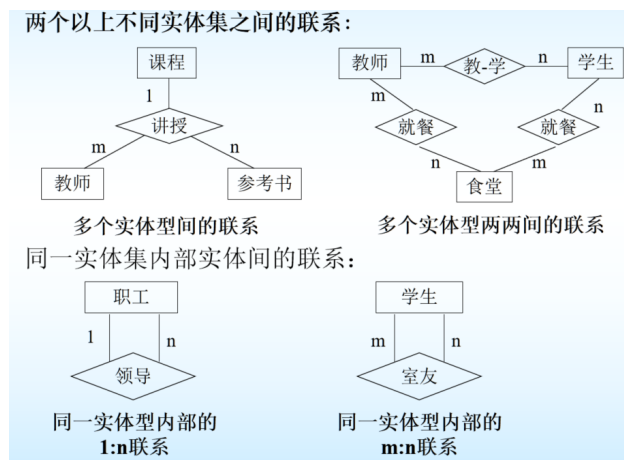 两个以上不同实体集之间的联系：
课程
1
讲授
m
n
教师
参考书
多个实体型间的联系
教师
m
教-学
n
学生
m
n
就餐
就餐
n
m
食堂
多个实体型两两间的联系
同一实体集内部实体间的联系：
职工
1
n
领导
同一实体型内部的
1:n联系
学生
m
n
室友
同一实体型内部的
m:n联系